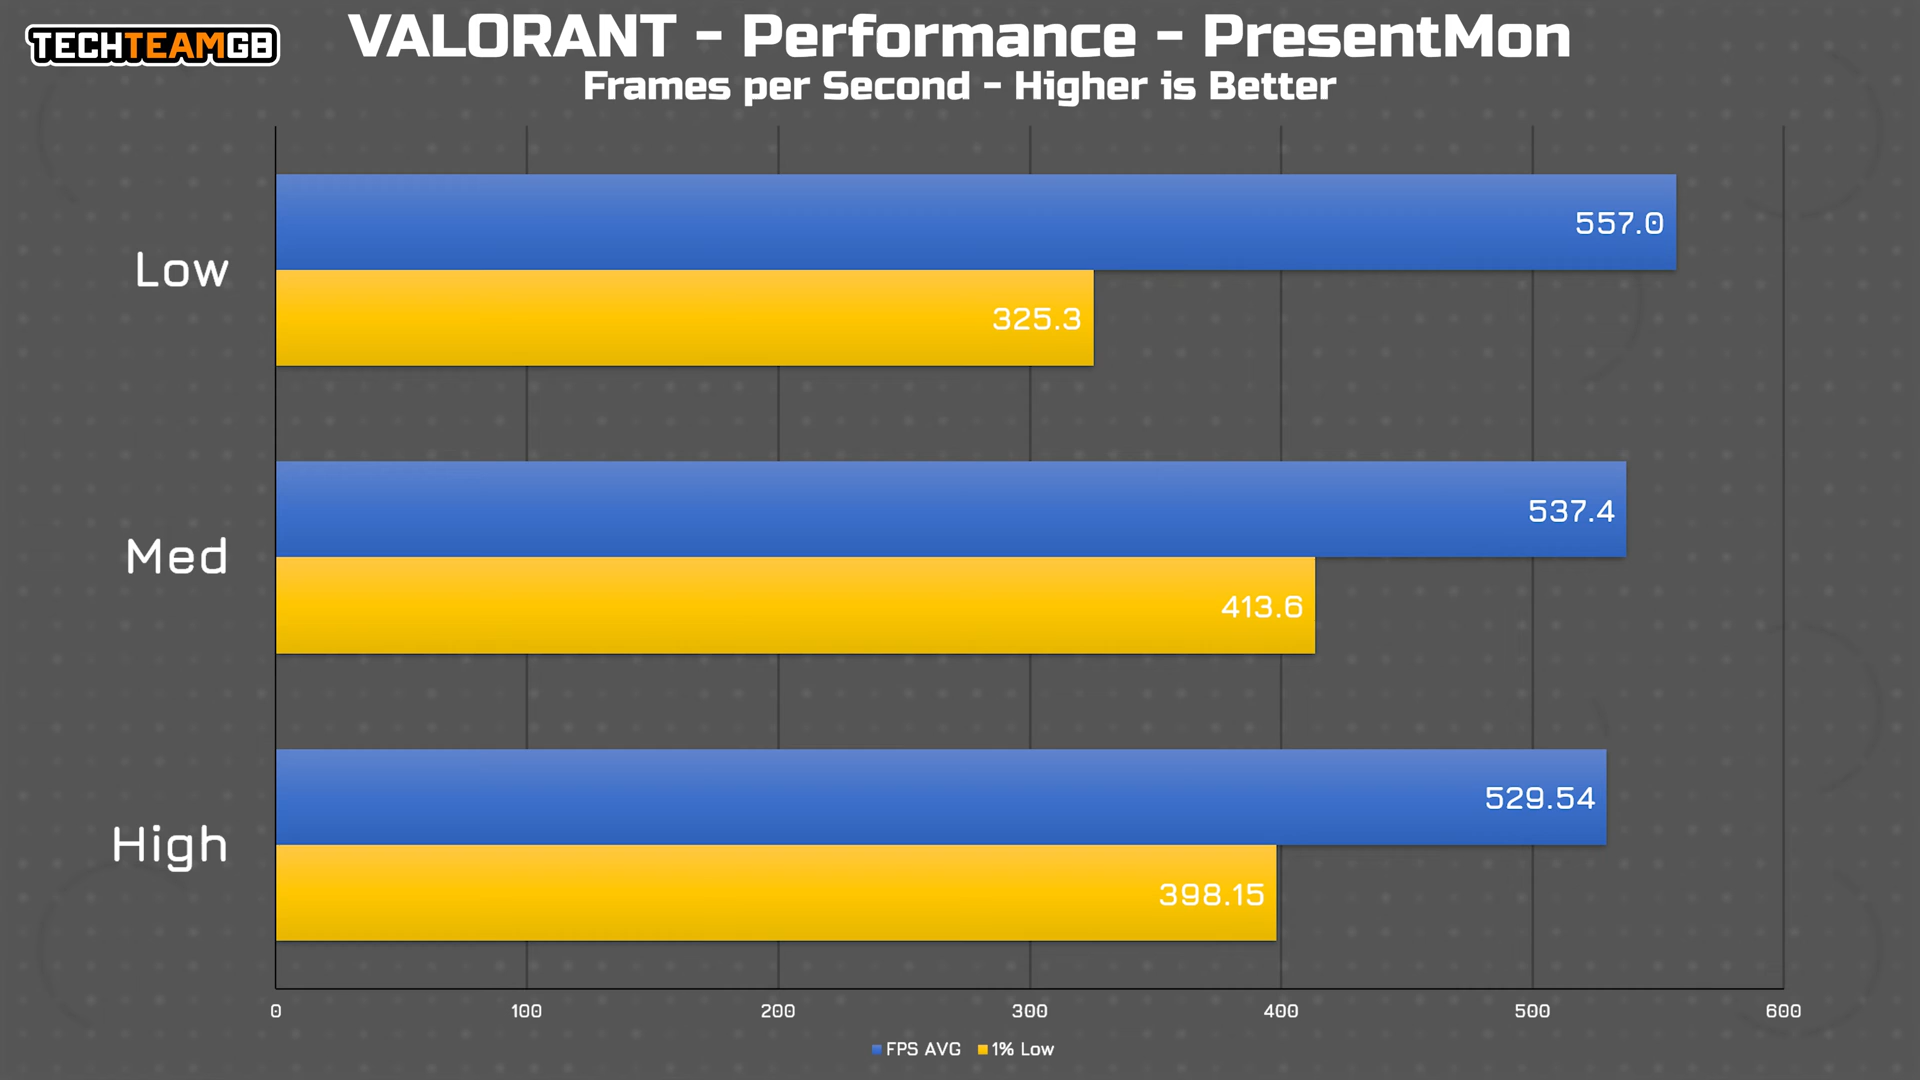 TECHTEAMGB
VALORANT - Performance - PresentMon
Frames per Second - Higher is Better
Low
557.0
325.3
Med
537.4
413.6
High
529.54
398.15
0 100 200 300 400 500 600
FPS AVG 1% Low